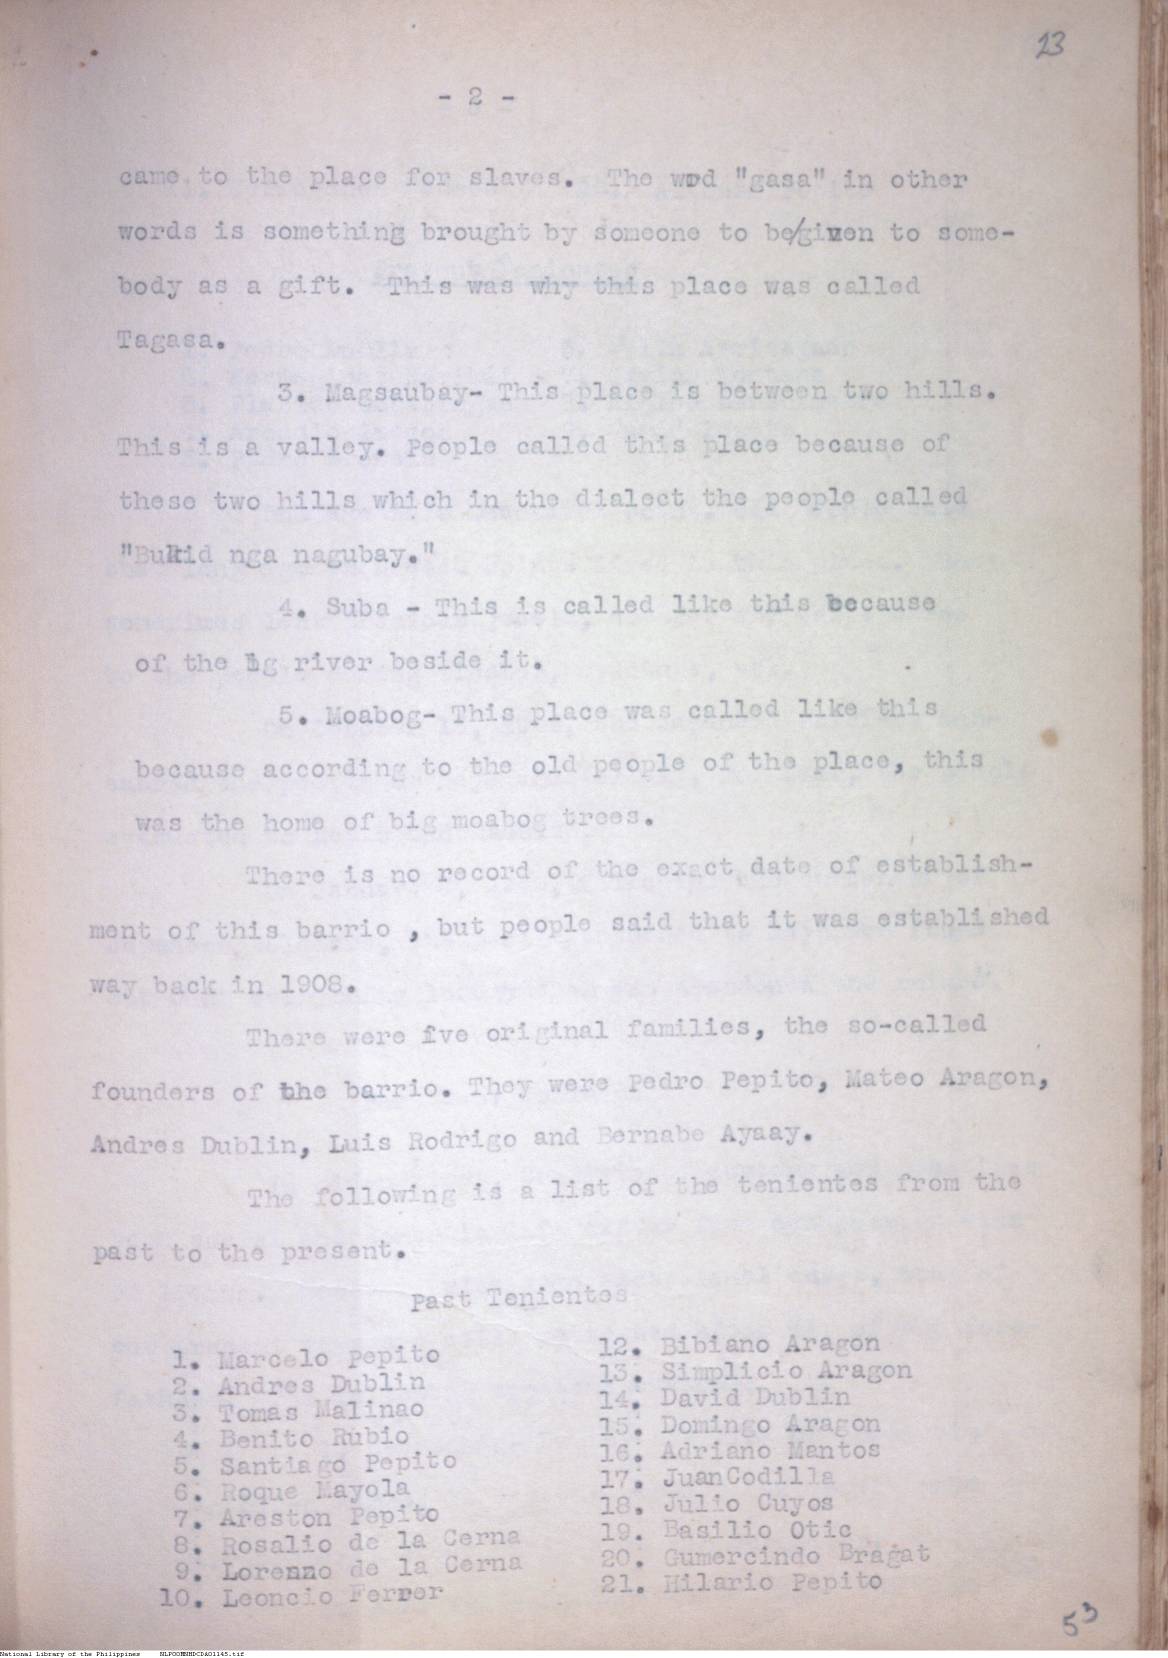 23
- 2 -
came to the place for slaves. The word "gasa" in other
words is something brought by someone to be/given to some-
body as a gift. This was why this place was called
Tagasa.
3. Magsaubay- This place is between two hills.
This is a valley. People called this place because of
these two hills which in the dialect the people called
"Bukid nga nagubay."
4. Suba - This is called like this because
of the big river beside it.
5. Moabog- This place was called like this
because according to the old people of the place, this
was the home of big moabog trees.
There is no record of the exact date of establish-
ment of this barrio , but people said that it was established
way back in 1908.
There were five original families, the so-called
founders of the barrio. They were Pedro Pepito, Mateo Aragon,
Andres Dublin, Luis Rodrigo and Bernabe Ayaay.
The following is a list of the tenientes from the
past to the present.
Past Tenientes
1. Marcelo Pepito
2. Andres Dublin
3. Tomas Malinao
4. Benito Rubio
5. Santiago Pepito
6. Roque Mayola
7. Areston Pepito
8. Rosalio de la Cerna
9. Lorenzo de la Cerna
10. Leoncio Ferrer
12. Bibiano Aragon
13. Simplicio Aragon
14. David Dublin
15. Domingo Aragon
16. Adriano Mantos
17. JuanCodilla
18. Julio Cuyos
19. Basilio Otic
20. Gumercindo Bragat
21. Hilario Pepito
53
National Library of the Philippines NLPOORNHDCDA01145.tif